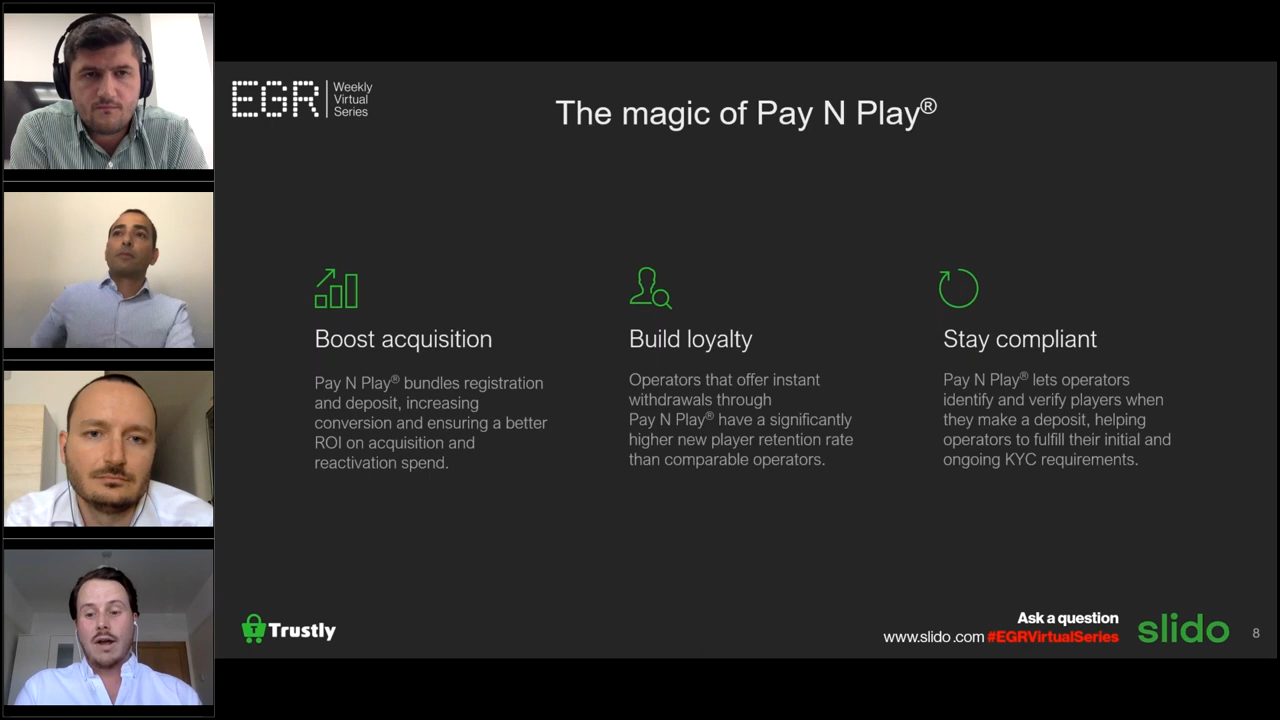 EGR
Weekly
Virtual
Series
The magic of Pay N Play®
Boost acquisition
Pay N Play® bundles registration
and deposit, increasing
conversion and ensuring a better
ROI on acquisition and
reactivation spend.
Build loyalty
Operators that offer instant
withdrawals through
Pay N Play® have a significantly
higher new player retention rate
than comparable operators.
Stay compliant
Pay N Play® lets operators
identify and verify players when
they make a deposit, helping
operators to fulfill their initial and
ongoing KYC requirements.
T Trustly
Ask a question
www.slido .com #EGRVirtualSeries
slido
8